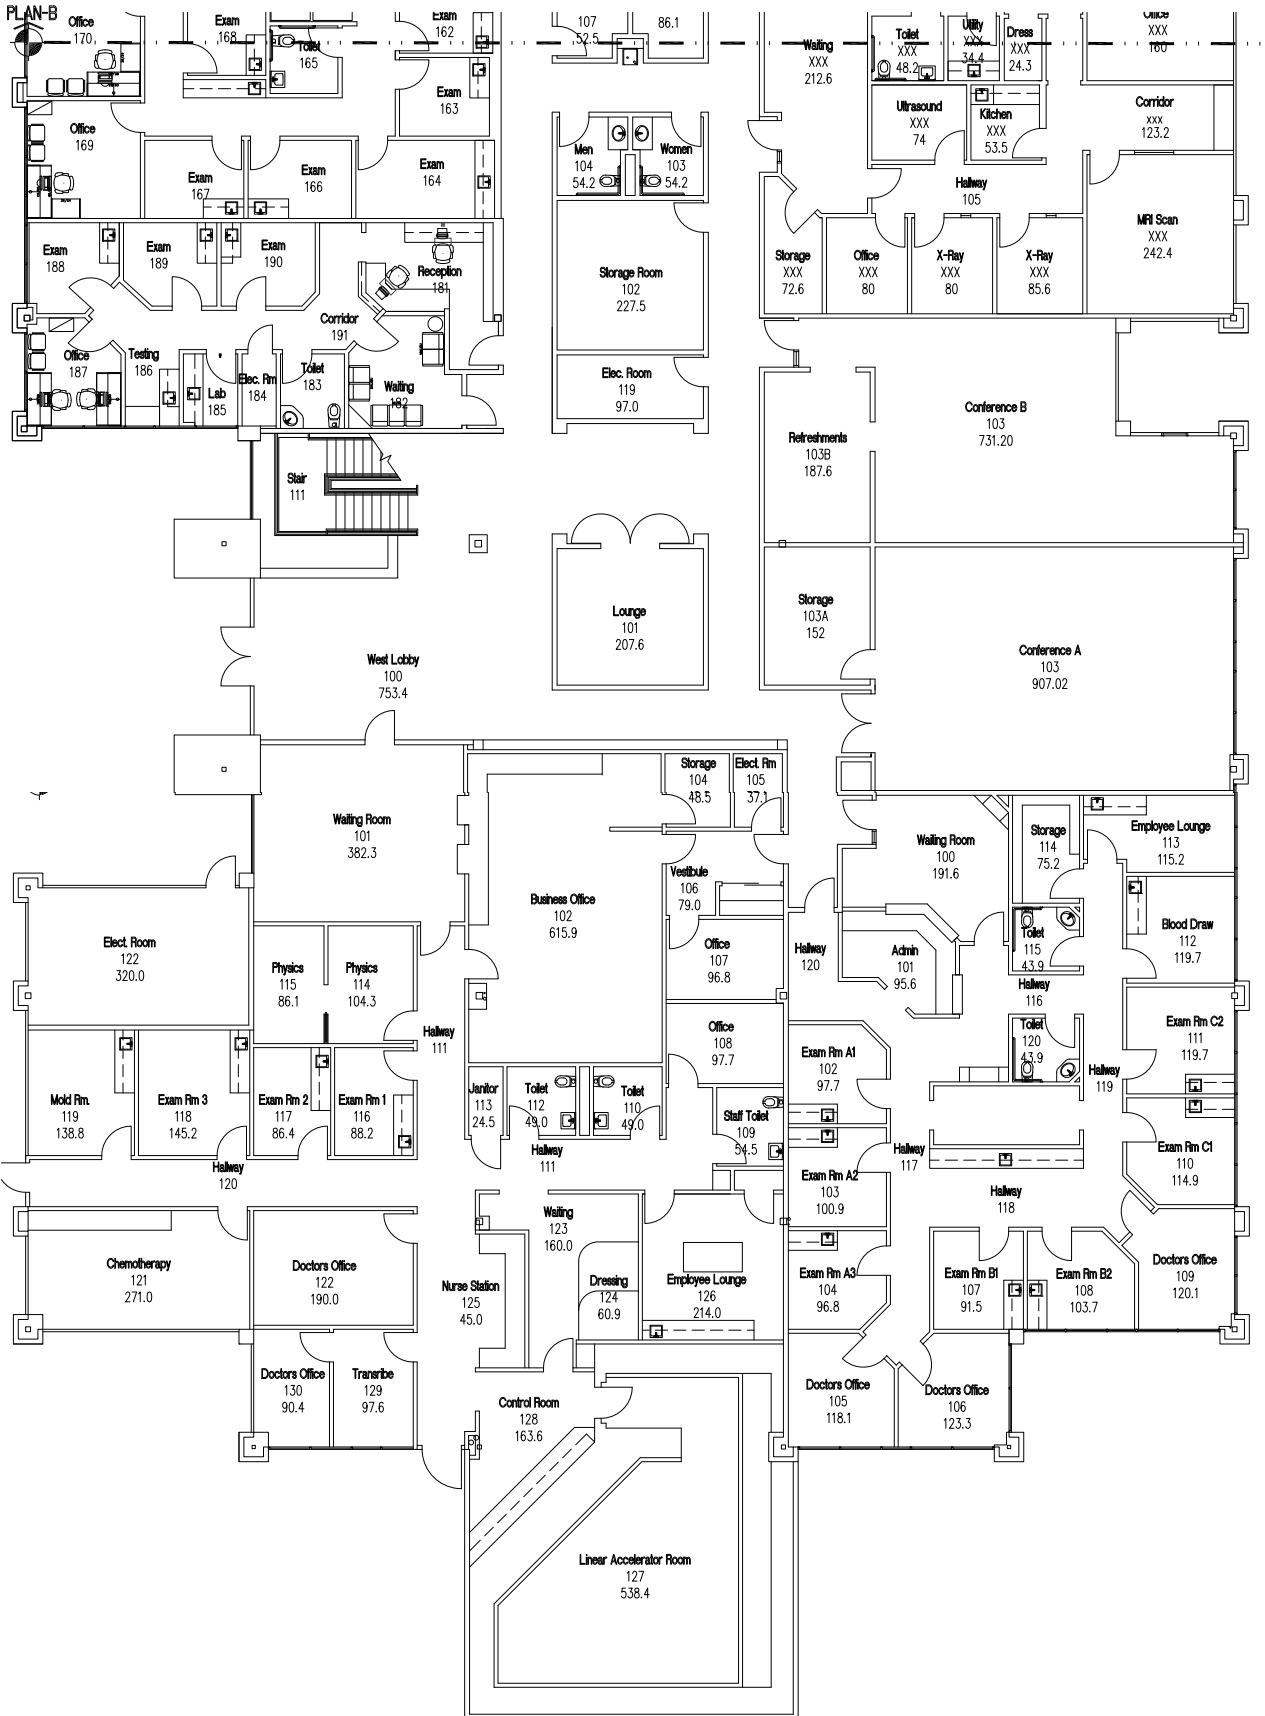 PLAN-B
Office
170
Exam
168
Toilet
165
Exam
162
107
52.5
86.1
Waiting
XXX
212.6
Toilet
XXX
48.2
Utility
XXX
34.4
Dress
XXX
24.3
Office
XXX
160
Office
169
Exam
163
Men
104
54.2
Women
103
54.2
Ultrasound
XXX
74
Kitchen
XXX
53.5
Corridor
xxx
123.2
Exam
167
Exam
166
Exam
164
Hallway
105
MRI Scan
XXX
242.4
Exam
188
Exam
189
Exam
190
Reception
181
Storage Room
102
227.5
Storage
XXX
72.6
Office
XXX
80
X-Ray
XXX
80
X-Ray
XXX
85.6
Corridor
191
Office
187
Testing
186
Lab
185
Elec. Rm
184
Toilet
183
Waiting
182
Elec. Room
119
97.0
Conference B
103
731.20
Refreshments
103B
187.6
Stair
111
Lounge
101
207.6
Storage
103A
152
Conference A
103
907.02
West Lobby
100
753.4
Waiting Room
101
382.3
Storage
104
48.5
Elect. Rm
105
37.1
Business Office
102
615.9
Vestibule
106
79.0
Waiting Room
100
191.6
Storage
114
75.2
Employee Lounge
113
115.2
Elect. Room
122
320.0
Physics
115
86.1
Physics
114
104.3
Hallway
111
Office
107
96.8
Hallway
120
Admin
101
95.6
Toilet
115
43.9
Hallway
116
Blood Draw
112
119.7
Office
108
97.7
Exam Rm A1
102
97.7
Toilet
120
43.9
Hallway
119
Exam Rm C2
111
119.7
Mold Rm.
119
138.8
Exam Rm 3
118
145.2
Exam Rm 2
117
86.4
Exam Rm 1
116
88.2
Janitor
113
24.5
Toilet
112
49.0
Toilet
110
49.0
Staff Toilet
109
54.5
Hallway
111
Hallway
120
Exam Rm A2
103
100.9
Hallway
117
Hallway
118
Exam Rm C1
110
114.9
Chemotherapy
121
271.0
Doctors Office
122
190.0
Waiting
123
160.0
Nurse Station
125
45.0
Dressing
124
60.9
Employee Lounge
126
214.0
Exam Rm A3
104
96.8
Exam Rm B1
107
91.5
Exam Rm B2
108
103.7
Doctors Office
109
120.1
Doctors Office
130
90.4
Transribe
129
97.6
Control Room
128
163.6
Doctors Office
105
118.1
Doctors Office
106
123.3
Linear Accelerator Room
127
538.4